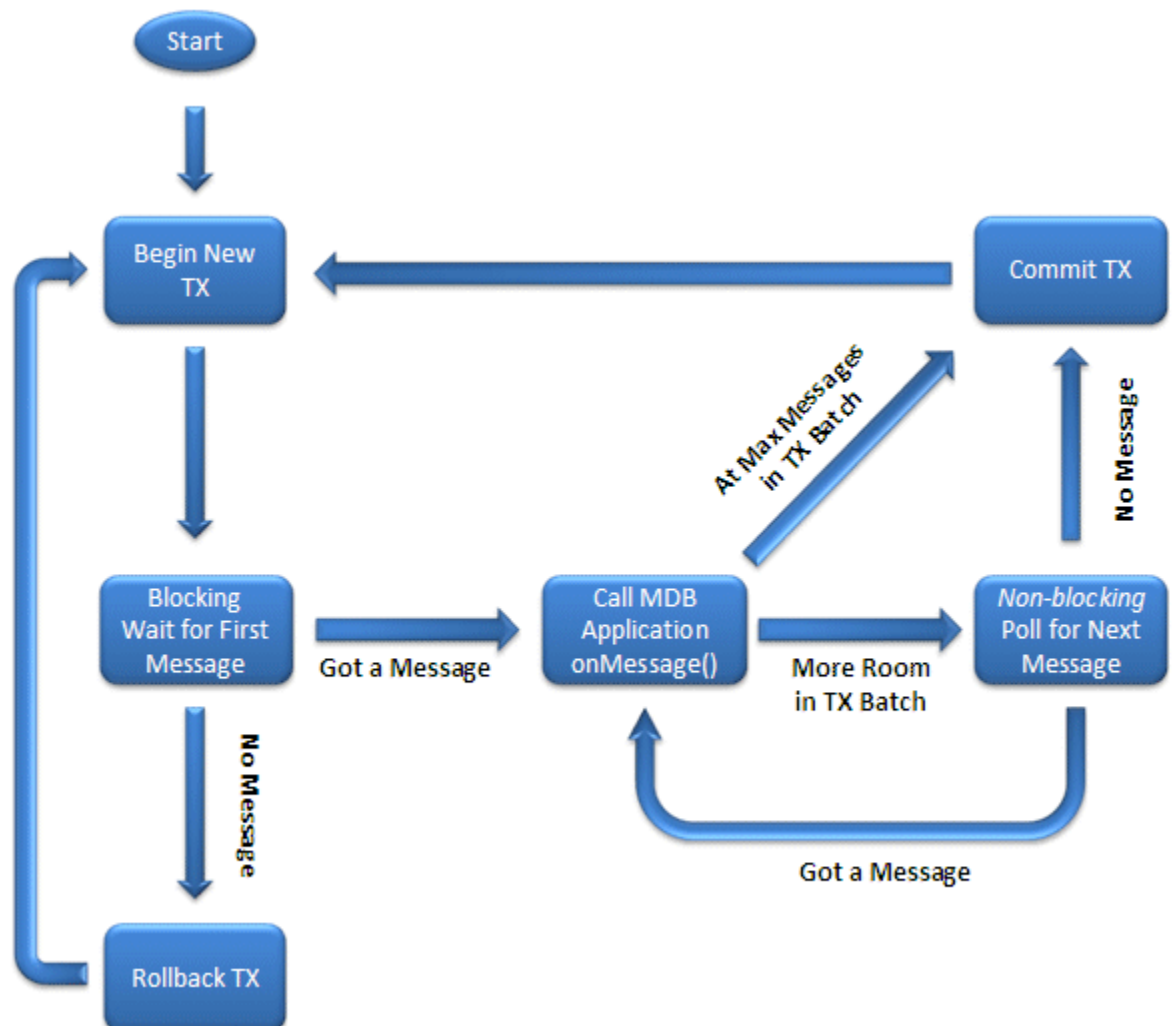 Start
Begin New
TX
Commit TX
At Max Messages
in TX Batch
No Message
Blocking
Wait for First
Message
Got a Message
Call MDB
Application
onMessage()
More Room
in TX Batch
Non-blocking
Poll for Next
Message
No Message
Got a Message
Rollback TX